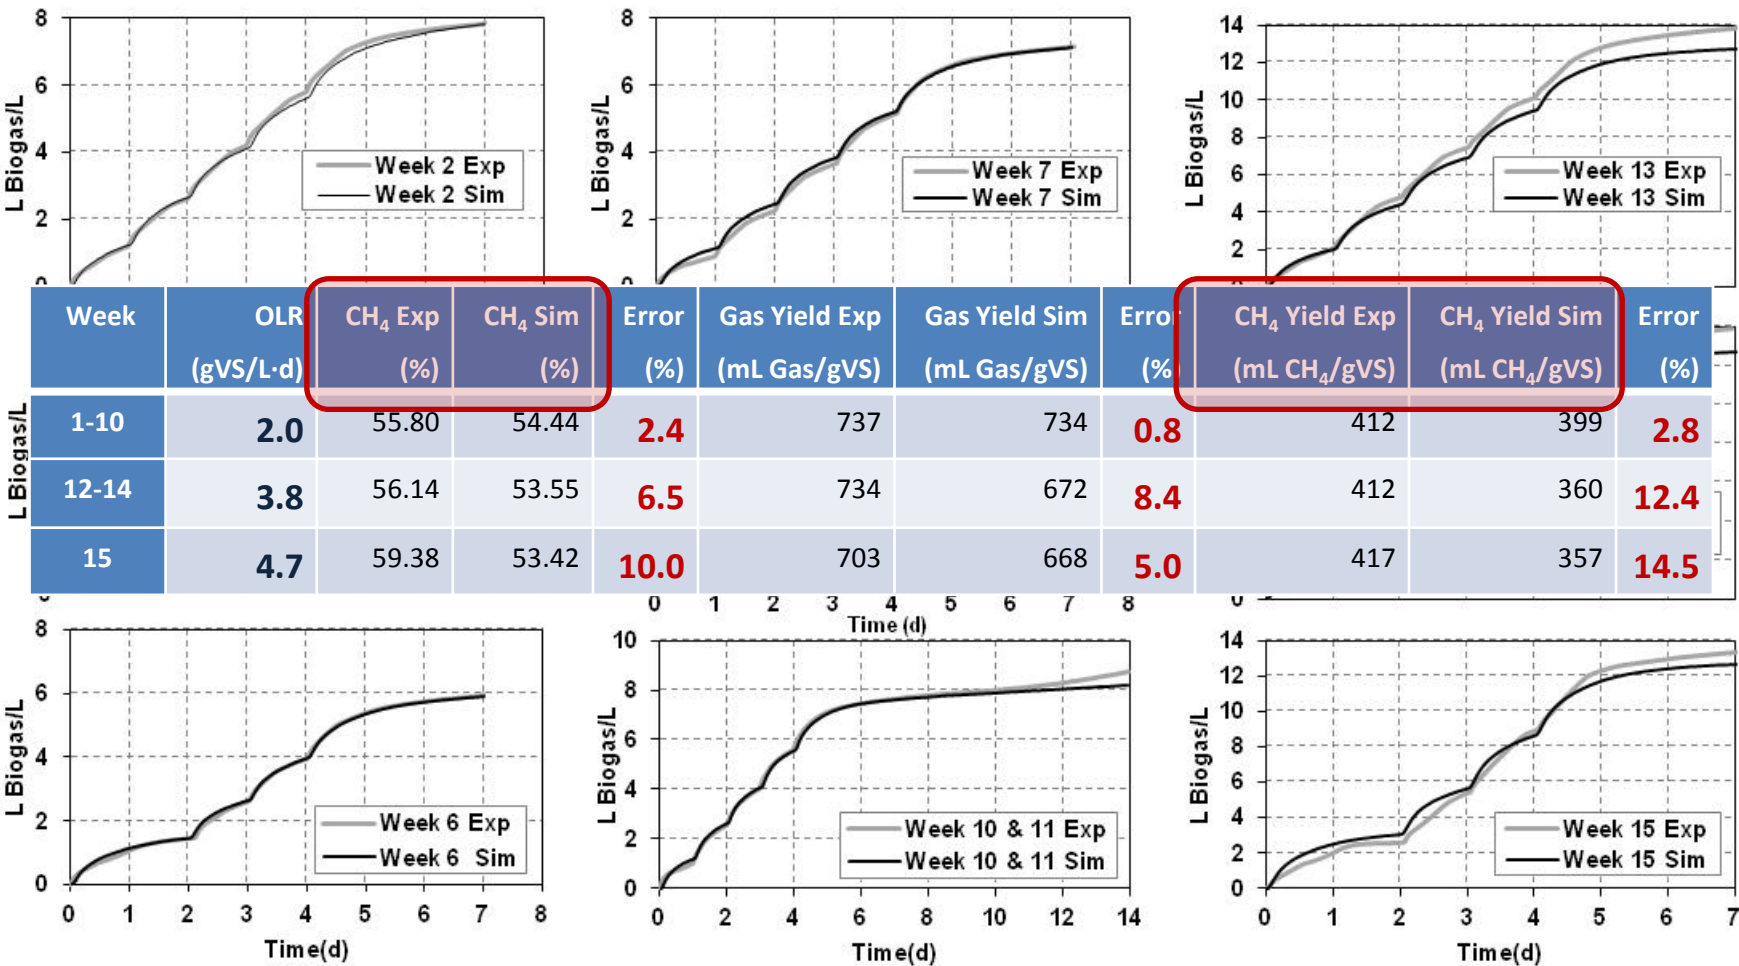 8
6
4
2
0
L Biogas/L
Week 2 Exp
Week 2 Sim
8
6
4
2
0
L Biogas/L
Week 7 Exp
Week 7 Sim
14
12
10
8
6
4
2
L Biogas/L
Week 13 Exp
Week 13 Sim
Week OLR (gVS/L·d) CH₄ Exp (%) CH₄ Sim (%) Error (%) Gas Yield Exp (mL Gas/gVS) Gas Yield Sim (mL Gas/gVS) Error (%) CH₄ Yield Exp (mL CH₄/gVS) CH₄ Yield Sim (mL CH₄/gVS) Error (%)
1-10 2.0 55.80 54.44 2.4 737 734 0.8 412 399 2.8
12-14 3.8 56.14 53.55 6.5 734 672 8.4 412 360 12.4
15 4.7 59.38 53.42 10.0 703 668 5.0 417 357 14.5
L Biogas/L
0 1 2 3 4 5 6 7 8
Time (d)
0
8
6
4
2
0
L Biogas/L
Week 6 Exp
Week 6 Sim
0 1 2 3 4 5 6 7 8
Time(d)
10
8
6
4
2
0
L Biogas/L
Week 10 & 11 Exp
Week 10 & 11 Sim
0 2 4 6 8 10 12 14
Time(d)
14
12
10
8
6
4
2
0
L Biogas/L
Week 15 Exp
Week 15 Sim
0 1 2 3 4 5 6 7
Time(d)